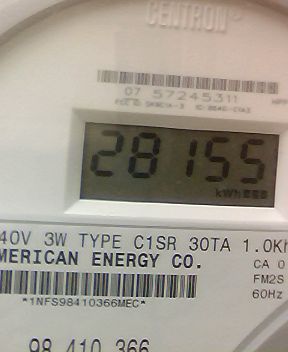 CENTRON
07 57245311
28155
kWh
40V 3W TYPE C1SR 30TA 1.0Kh
MERICAN ENERGY CO.
CA 0
FM2S
60Hz
*1NFS98410366MEC*
98 410 366